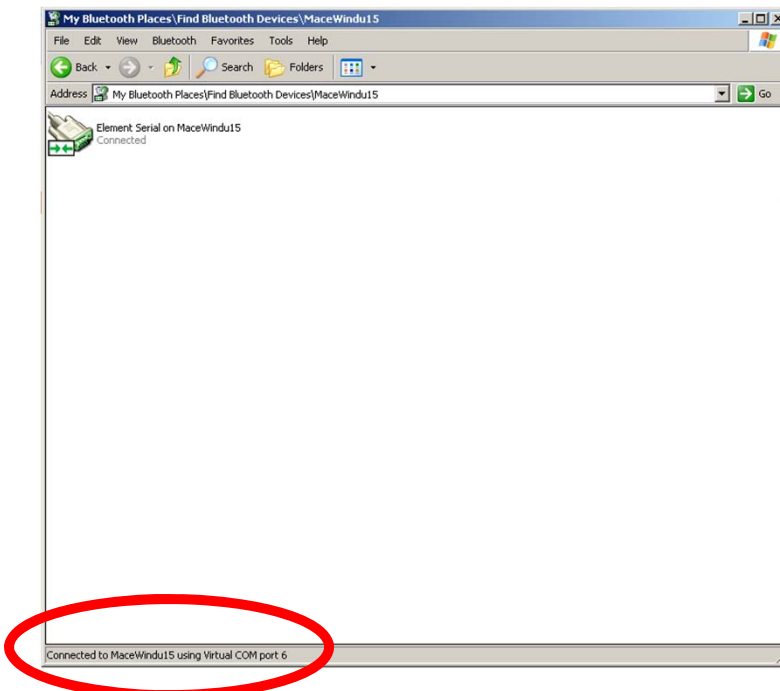 My Bluetooth Places\Find Bluetooth Devices\MaceWindu15
File Edit View Bluetooth Favorites Tools Help
Back Search Folders
Address My Bluetooth Places\Find Bluetooth Devices\MaceWindu15 Go
Element Serial on MaceWindu15
Connected
Connected to MaceWindu15 using Virtual COM port 6